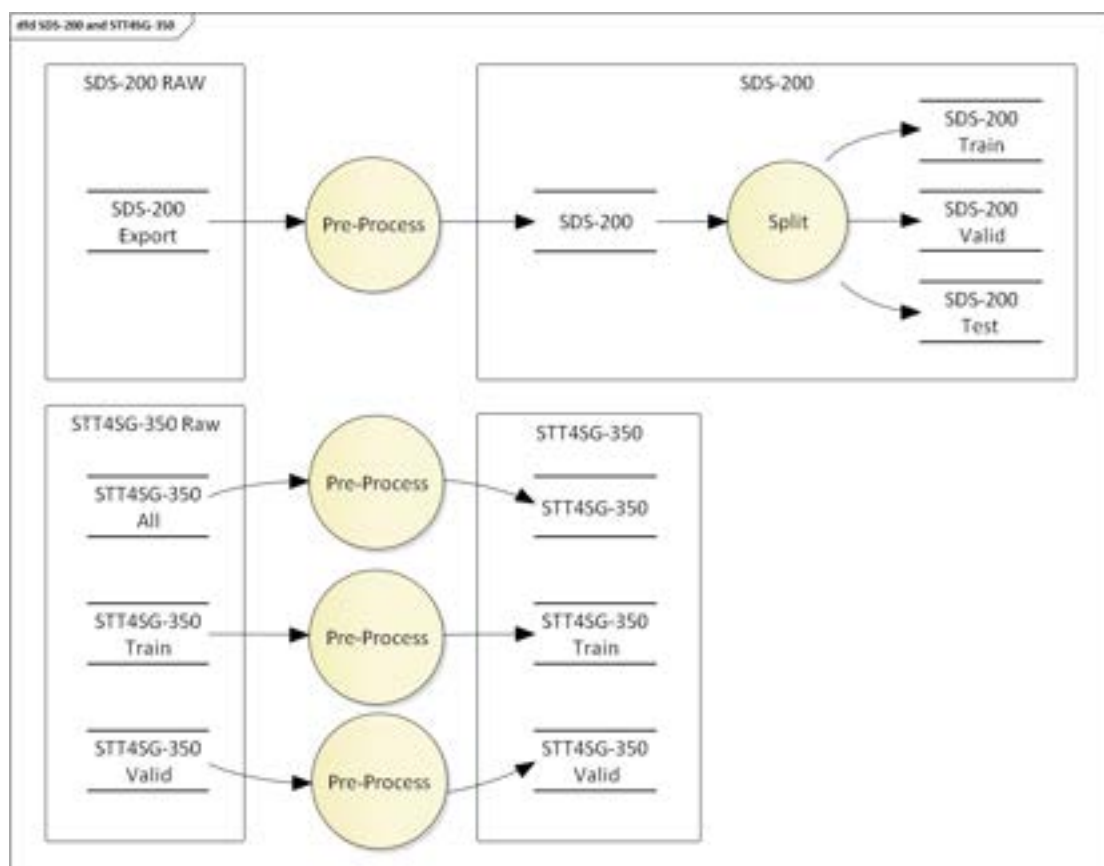 dfd SDS-200 and STT4SG-350
SDS-200 RAW
SDS-200
Export
Pre-Process
SDS-200
SDS-200
Split
SDS-200
Train
SDS-200
Valid
SDS-200
Test
STT4SG-350 Raw
STT4SG-350
All
Pre-Process
STT4SG-350
STT4SG-350
STT4SG-350
Train
Pre-Process
STT4SG-350
Train
STT4SG-350
Valid
Pre-Process
STT4SG-350
Valid